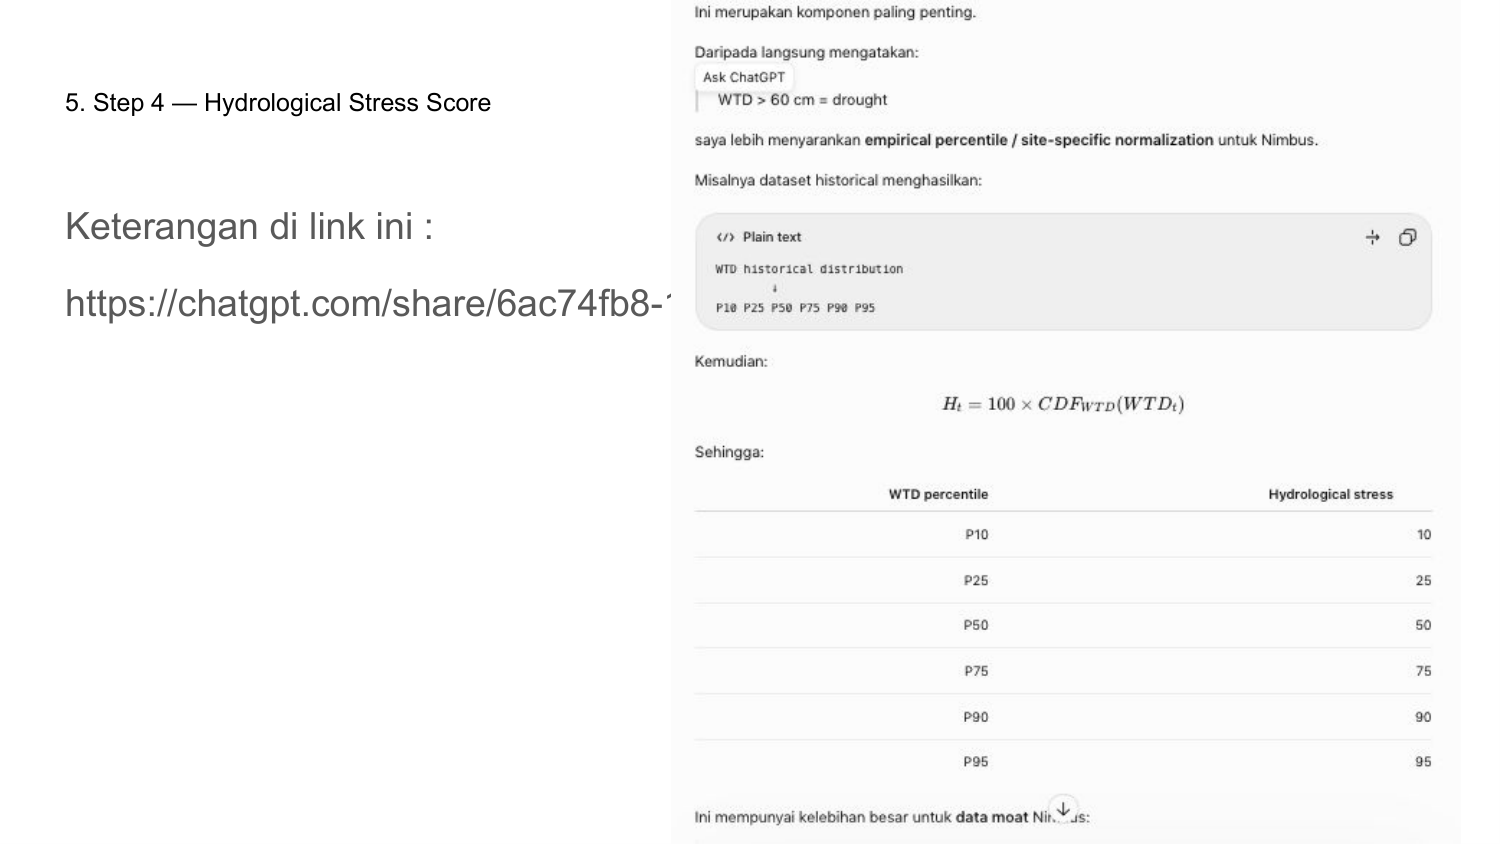 5. Step 4 — Hydrological Stress Score
Keterangan di link ini :
https://chatgpt.com/share/6ac74fb8-
Ini merupakan komponen paling penting.
Daripada langsung mengatakan:
Ask ChatGPT
WTD > 60 cm = drought
saya lebih menyarankan empirical percentile / site-specific normalization untuk Nimbus.
Misalnya dataset historical menghasilkan:
</> Plain text
WTD historical distribution
↓
P10 P25 P50 P75 P90 P95
Kemudian:
Hₜ = 100 × CDF_WTD(WTDₜ)
Sehingga:
WTD percentile Hydrological stress
P10 10
P25 25
P50 50
P75 75
P90 90
P95 95
Ini mempunyai kelebihan besar untuk data moat